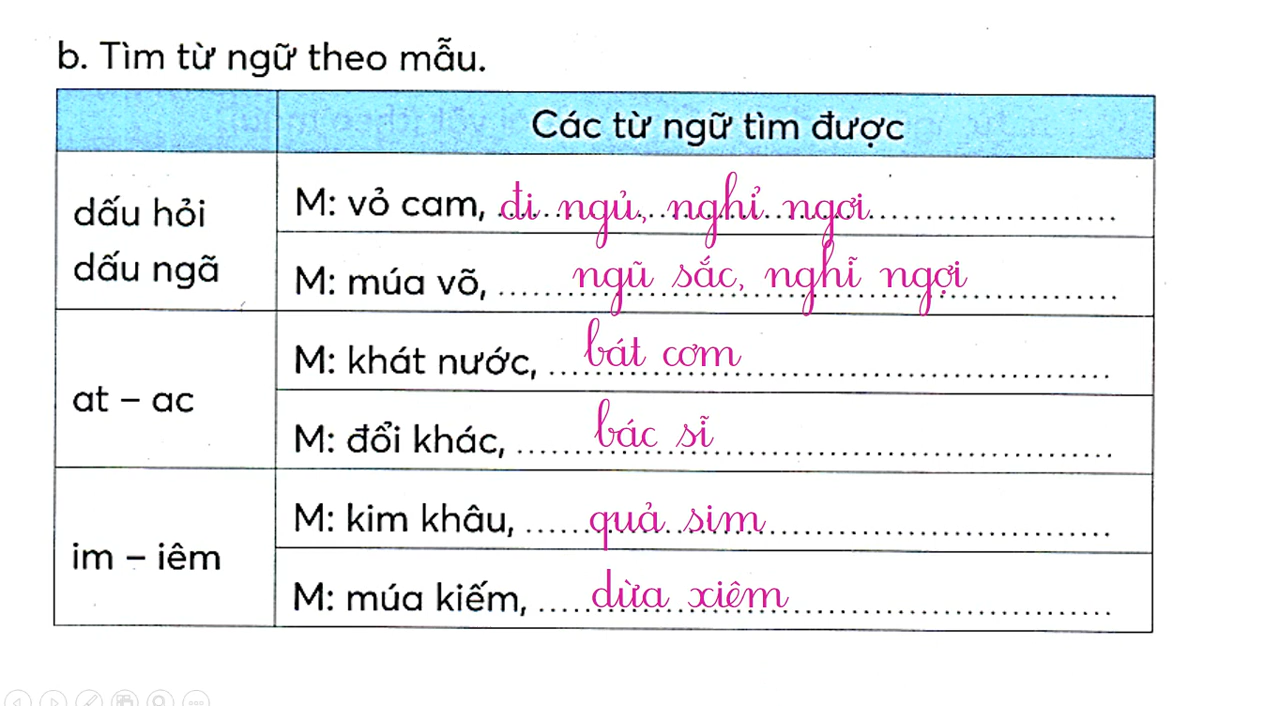 b. Tìm từ ngữ theo mẫu.
Các từ ngữ tìm được
dấu hỏi
dấu ngã
M: vỏ cam, đi ngủ, nghỉ ngơi
M: múa võ, ngũ sắc, nghĩ ngợi
at – ac
M: khát nước, bát cơm
M: đổi khác, bác sĩ
im – iêm
M: kim khâu, quả sim
M: múa kiếm, dừa xiêm